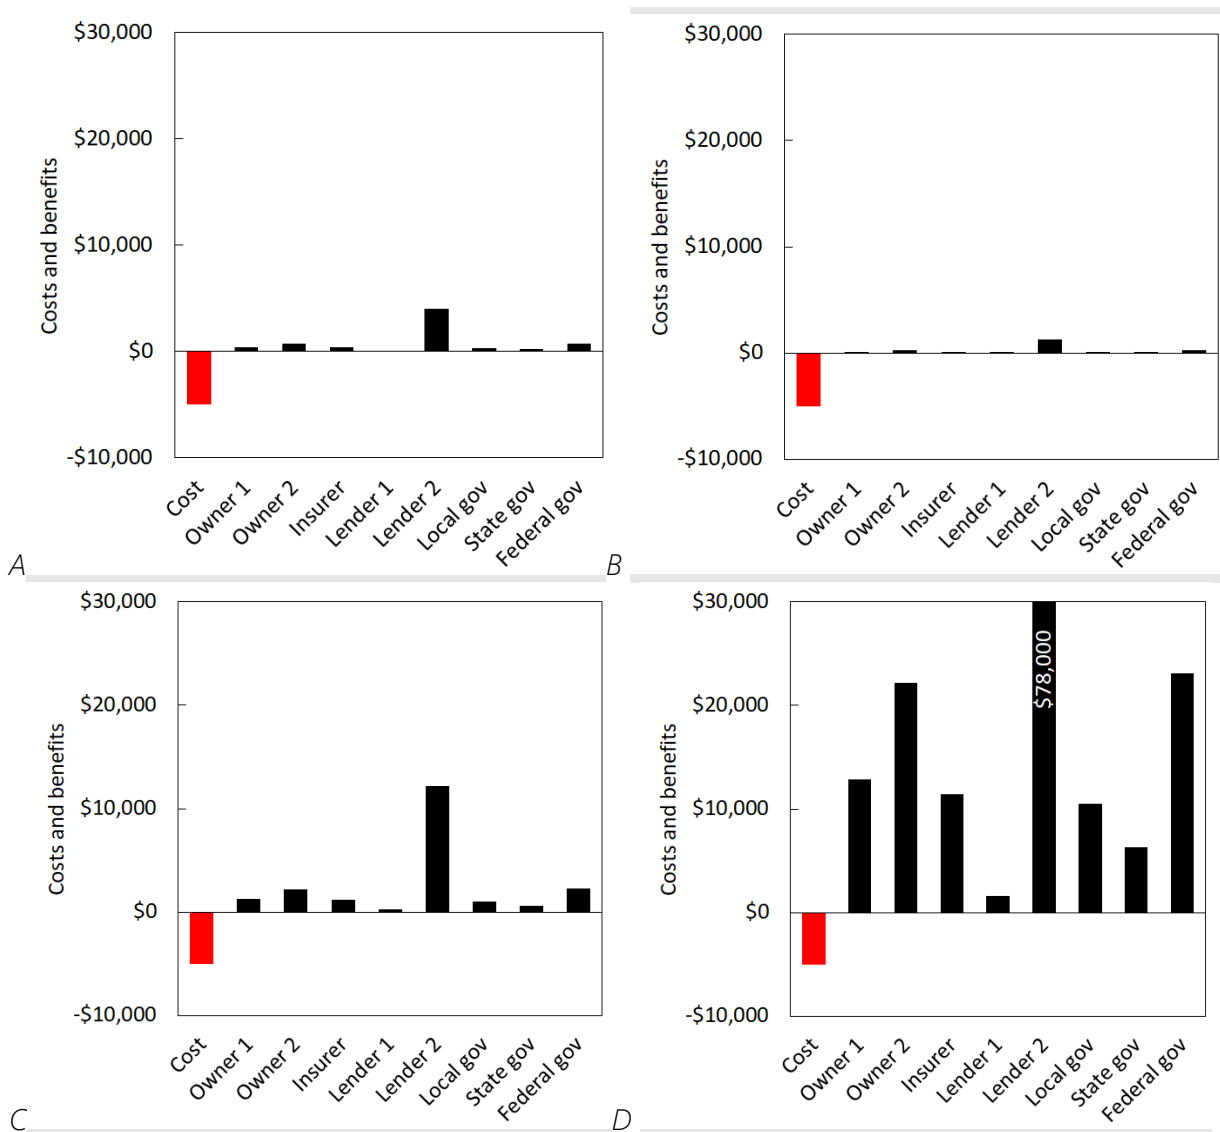 $30,000
$20,000
$10,000
$0
-$10,000
Costs and benefits
Cost
Owner 1
Owner 2
Insurer
Lender 1
Lender 2
Local gov
State gov
Federal gov
A
$30,000
$20,000
$10,000
$0
-$10,000
Costs and benefits
Cost
Owner 1
Owner 2
Insurer
Lender 1
Lender 2
Local gov
State gov
Federal gov
B
$30,000
$20,000
$10,000
$0
-$10,000
Costs and benefits
Cost
Owner 1
Owner 2
Insurer
Lender 1
Lender 2
Local gov
State gov
Federal gov
C
$30,000
$20,000
$10,000
$0
-$10,000
Costs and benefits
$78,000
Cost
Owner 1
Owner 2
Insurer
Lender 1
Lender 2
Local gov
State gov
Federal gov
D